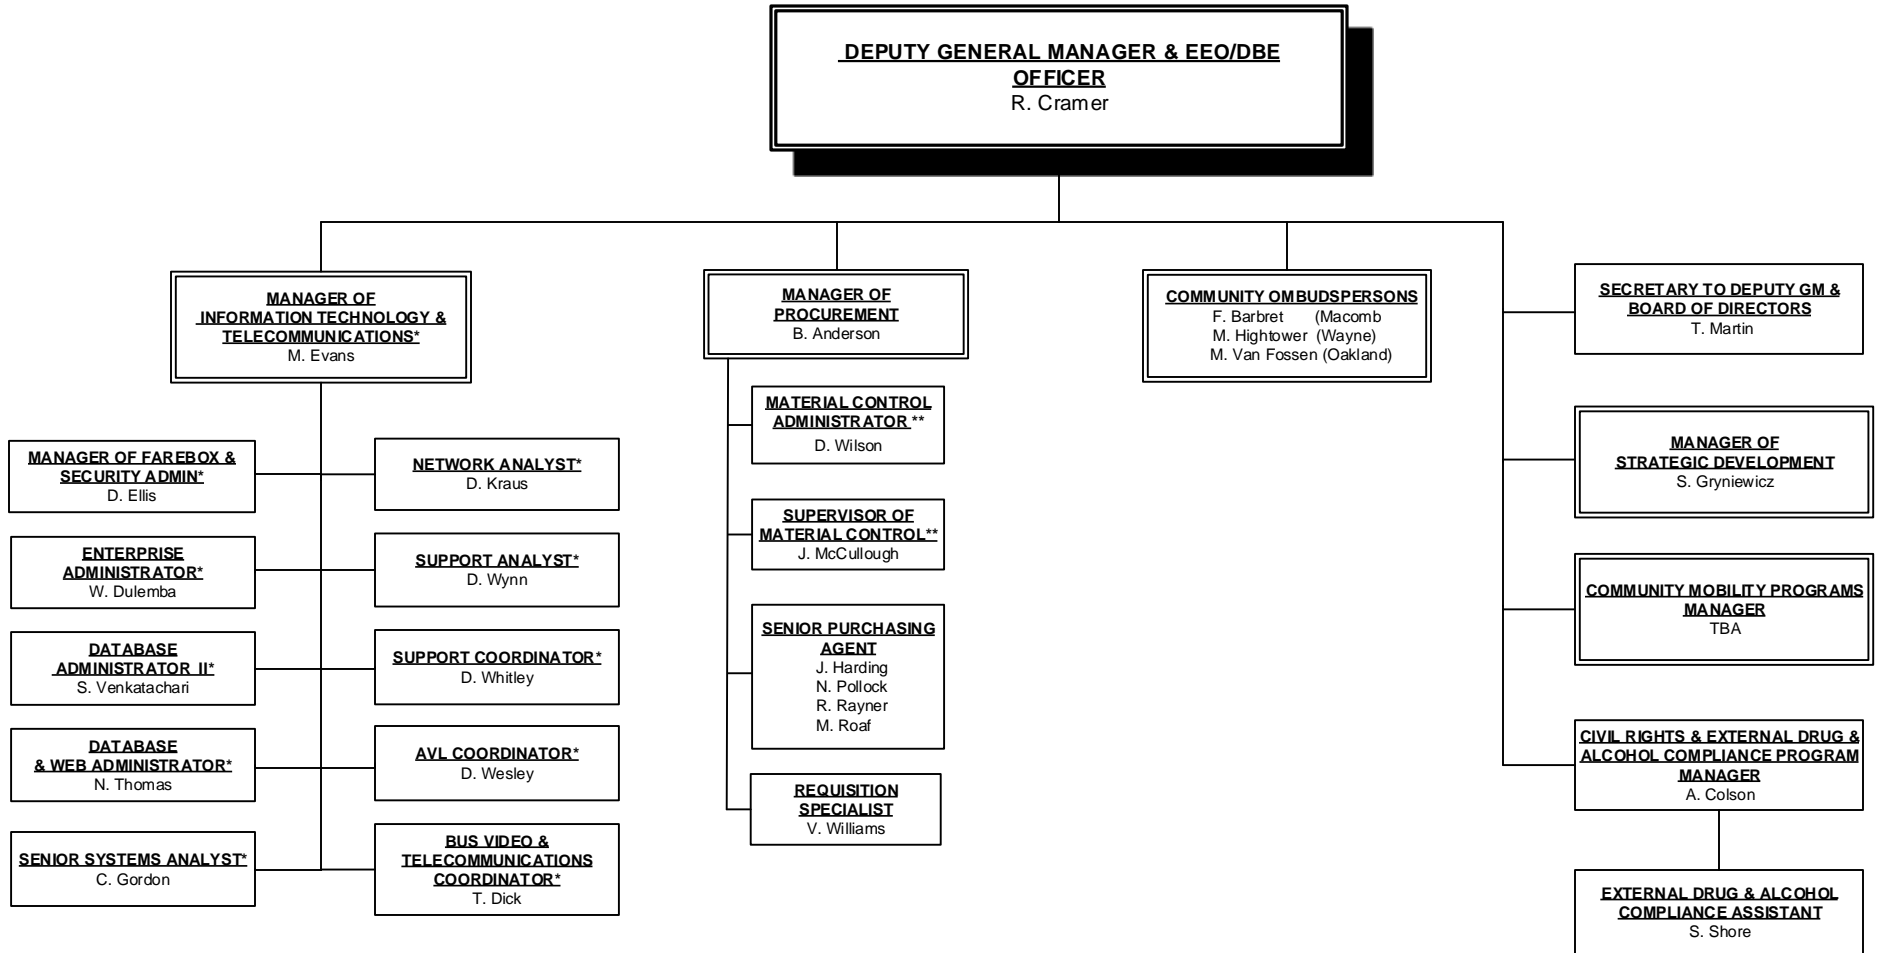 DEPUTY GENERAL MANAGER & EEO/DBE
OFFICER
R. Cramer
MANAGER OF
INFORMATION TECHNOLOGY &
TELECOMMUNICATIONS*
M. Evans
MANAGER OF FAREBOX &
SECURITY ADMIN*
D. Ellis
ENTERPRISE
ADMINISTRATOR*
W. Dulemba
DATABASE
ADMINISTRATOR II*
S. Venkatachari
DATABASE
& WEB ADMINISTRATOR*
N. Thomas
SENIOR SYSTEMS ANALYST*
C. Gordon
NETWORK ANALYST*
D. Kraus
SUPPORT ANALYST*
D. Wynn
SUPPORT COORDINATOR*
D. Whitley
AVL COORDINATOR*
D. Wesley
BUS VIDEO &
TELECOMMUNICATIONS
COORDINATOR*
T. Dick
MANAGER OF
PROCUREMENT
B. Anderson
MATERIAL CONTROL
ADMINISTRATOR **
D. Wilson
SUPERVISOR OF
MATERIAL CONTROL**
J. McCullough
SENIOR PURCHASING
AGENT
J. Harding
N. Pollock
R. Rayner
M. Roaf
REQUISITION
SPECIALIST
V. Williams
COMMUNITY OMBUDSPERSONS
F. Barbret (Macomb
M. Hightower (Wayne)
M. Van Fossen (Oakland)
SECRETARY TO DEPUTY GM &
BOARD OF DIRECTORS
T. Martin
MANAGER OF
STRATEGIC DEVELOPMENT
S. Gryniewicz
COMMUNITY MOBILITY PROGRAMS
MANAGER
TBA
CIVIL RIGHTS & EXTERNAL DRUG &
ALCOHOL COMPLIANCE PROGRAM
MANAGER
A. Colson
EXTERNAL DRUG & ALCOHOL
COMPLIANCE ASSISTANT
S. Shore